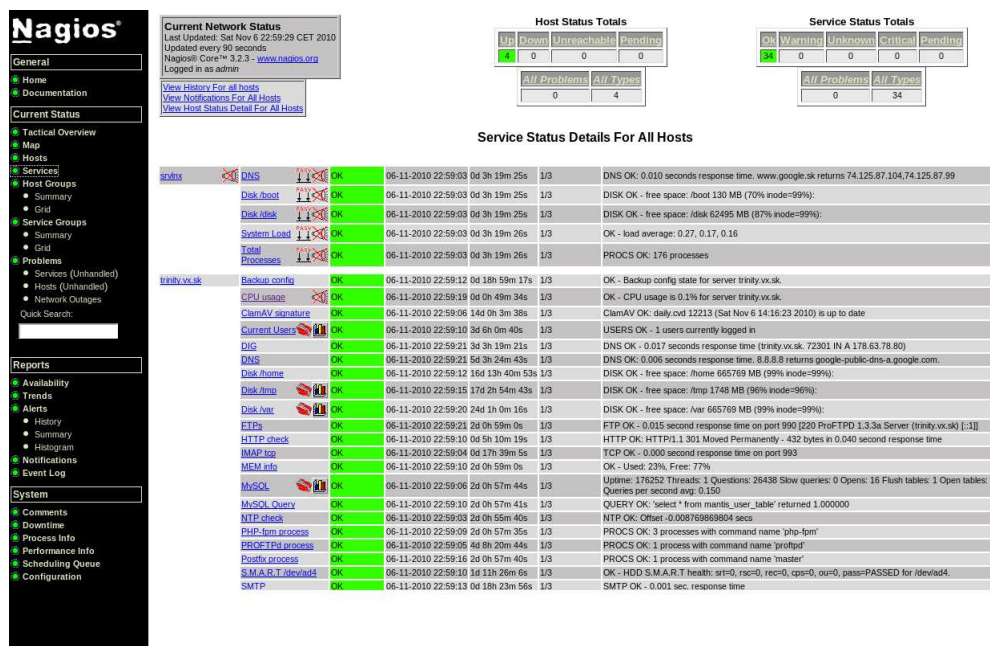 Nagios®
General
Home
Documentation
Current Status
Tactical Overview
Map
Hosts
Services
Host Groups
Summary
Grid
Service Groups
Summary
Grid
Problems
Services (Unhandled)
Hosts (Unhandled)
Network Outages
Quick Search:
Reports
Availability
Trends
Alerts
History
Summary
Histogram
Notifications
Event Log
System
Comments
Downtime
Process Info
Performance Info
Scheduling Queue
Configuration
Current Network Status
Last Updated: Sat Nov 6 22:59:29 CET 2010
Updated every 90 seconds
Nagios® Core™ 3.2.3 - www.nagios.org
Logged in as admin
View History For all hosts
View Notifications For All Hosts
View Host Status Detail For All Hosts
Host Status Totals
Up Down Unreachable Pending
4 0 0 0
All Problems All Types
0 4
Service Status Totals
Ok Warning Unknown Critical Pending
34 0 0 0 0
All Problems All Types
0 34
Service Status Details For All Hosts
srvlnx DNS PASV OK 06-11-2010 22:59:03 0d 3h 19m 25s 1/3 DNS OK: 0.010 seconds response time. www.google.sk returns 74.125.87.104,74.125.87.99
Disk /boot PASV OK 06-11-2010 22:59:03 0d 3h 19m 25s 1/3 DISK OK - free space: /boot 130 MB (70% inode=99%):
Disk /disk PASV OK 06-11-2010 22:59:03 0d 3h 19m 26s 1/3 DISK OK - free space: /disk 62495 MB (87% inode=99%):
System Load PASV OK 06-11-2010 22:59:03 0d 3h 19m 26s 1/3 OK - load average: 0.27, 0.17, 0.16
Total Processes PASV OK 06-11-2010 22:59:03 0d 3h 19m 26s 1/3 PROCS OK: 176 processes
trinity.vx.sk Backup config OK 06-11-2010 22:59:12 0d 18h 59m 17s 1/3 OK - Backup config state for server trinity.vx.sk.
CPU usage OK 06-11-2010 22:59:19 0d 0h 49m 34s 1/3 OK - CPU usage is 0.1% for server trinity.vx.sk.
ClamAV signature OK 06-11-2010 22:59:06 14d 0h 3m 38s 1/3 ClamAV OK: daily.cvd 12213 (Sat Nov 6 14:16:23 2010) is up to date
Current Users OK 06-11-2010 22:59:10 3d 6h 0m 40s 1/3 USERS OK - 1 users currently logged in
DIG OK 06-11-2010 22:59:21 3d 3h 19m 21s 1/3 DNS OK - 0.017 seconds response time (trinity.vx.sk. 72301 IN A 178.63.78.80)
DNS OK 06-11-2010 22:59:21 5d 3h 24m 43s 1/3 DNS OK: 0.006 seconds response time. 8.8.8.8 returns google-public-dns-a.google.com.
Disk /home OK 06-11-2010 22:59:12 16d 13h 40m 53s 1/3 DISK OK - free space: /home 665769 MB (99% inode=99%):
Disk /tmp OK 06-11-2010 22:59:15 17d 2h 54m 43s 1/3 DISK OK - free space: /tmp 1748 MB (96% inode=96%):
Disk /var OK 06-11-2010 22:59:20 24d 1h 0m 16s 1/3 DISK OK - free space: /var 665769 MB (99% inode=99%):
FTPs OK 06-11-2010 22:59:21 2d 0h 59m 0s 1/3 FTP OK - 0.015 second response time on port 990 [220 ProFTPD 1.3.3a Server (trinity.vx.sk) [::1]]
HTTP check OK 06-11-2010 22:59:10 0d 5h 10m 19s 1/3 HTTP OK: HTTP/1.1 301 Moved Permanently - 432 bytes in 0.040 second response time
IMAP tcp OK 06-11-2010 22:59:04 0d 17h 39m 5s 1/3 TCP OK - 0.000 second response time on port 993
MEM info OK 06-11-2010 22:59:10 2d 0h 59m 0s 1/3 OK - Used: 23%, Free: 77%
MySQL OK 06-11-2010 22:59:06 2d 0h 57m 44s 1/3 Uptime: 176252 Threads: 1 Questions: 26438 Slow queries: 0 Opens: 16 Flush tables: 1 Open tables:
Queries per second avg: 0.150
MySQL Query OK 06-11-2010 22:59:10 2d 0h 57m 41s 1/3 QUERY OK: 'select * from mantis_user_table' returned 1.000000
NTP check OK 06-11-2010 22:59:03 2d 0h 55m 40s 1/3 NTP OK: Offset -0.008769869804 secs
PHP-fpm process OK 06-11-2010 22:59:09 2d 0h 57m 35s 1/3 PROCS OK: 3 processes with command name 'php-fpm'
PROFTPd process OK 06-11-2010 22:59:05 4d 8h 20m 44s 1/3 PROCS OK: 1 process with command name 'proftpd'
Postfix process OK 06-11-2010 22:59:16 2d 0h 57m 40s 1/3 PROCS OK: 1 process with command name 'master'
S.M.A.R.T /dev/ad4 OK 06-11-2010 22:59:10 1d 11h 26m 6s 1/3 OK - HDD S.M.A.R.T health: srt=0, rsc=0, rec=0, cps=0, ou=0, pass=PASSED for /dev/ad4.
SMTP OK 06-11-2010 22:59:13 0d 18h 23m 56s 1/3 SMTP OK - 0.001 sec. response time